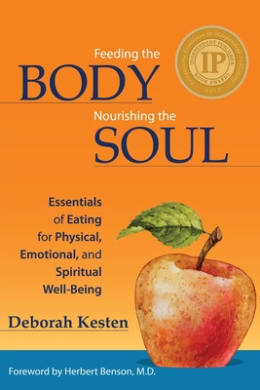 Feeding the
BODY
Nourishing the
SOUL
IP
Essentials
of Eating
for Physical,
Emotional, and
Spiritual
Well-Being
Deborah Kesten
Foreword by Herbert Benson, M.D.